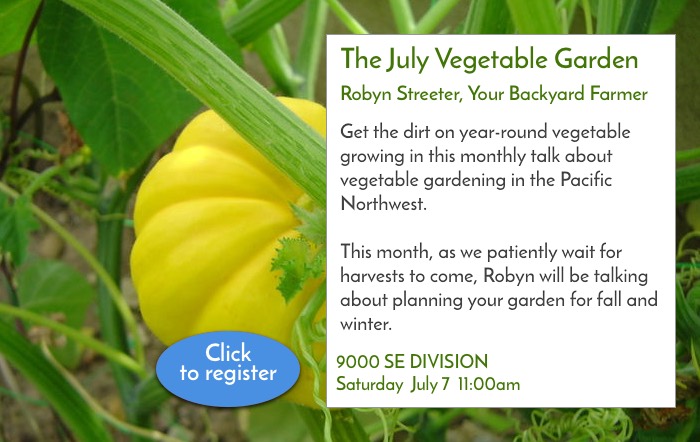 The July Vegetable Garden
Robyn Streeter, Your Backyard Farmer
Get the dirt on year-round vegetable
growing in this monthly talk about
vegetable gardening in the Pacific
Northwest.
This month, as we patiently wait for
harvests to come, Robyn will be talking
about planning your garden for fall and
winter.
9000 SE DIVISION
Saturday July 7 11:00am
Click
to register